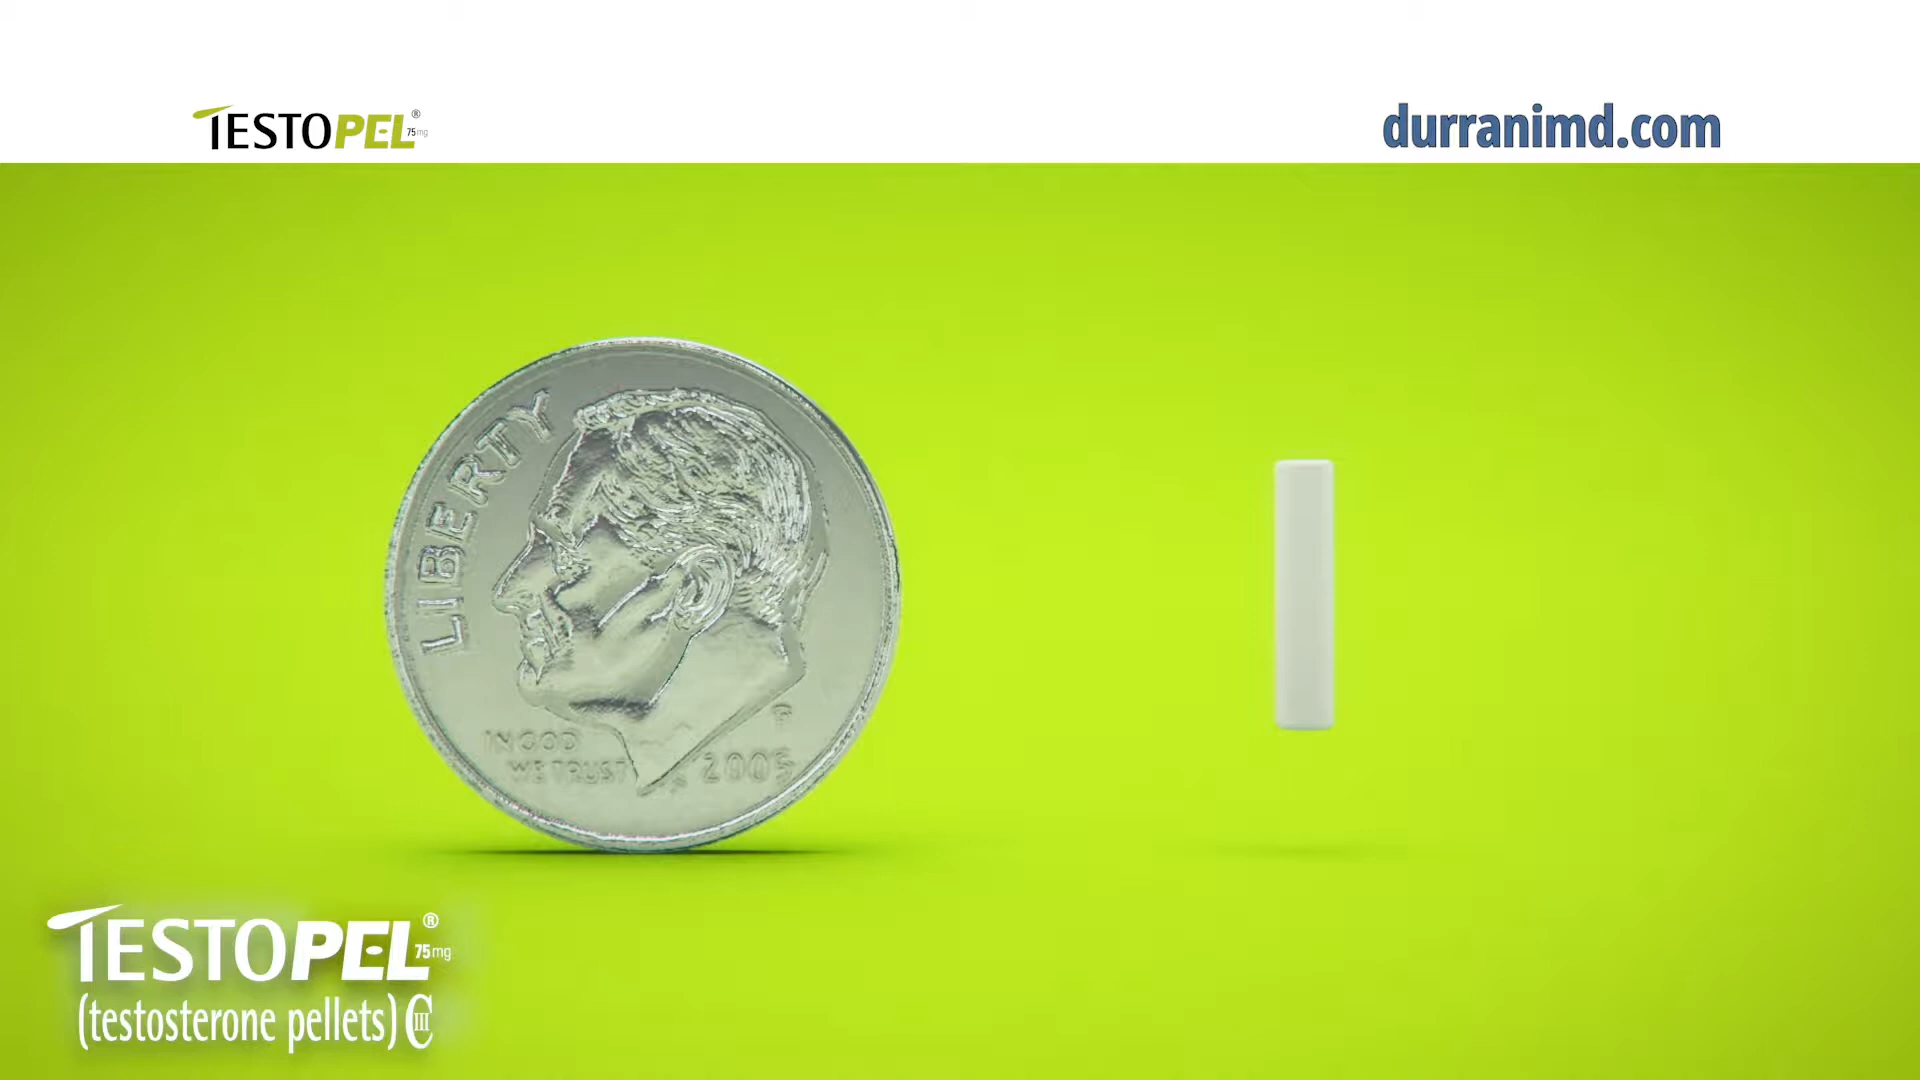 TESTOPEL® 75mg
durranimd.com
LIBERTY
IN GOD
WE TRUST
P
2005
TESTOPEL® 75mg
(testosterone pellets) CIII